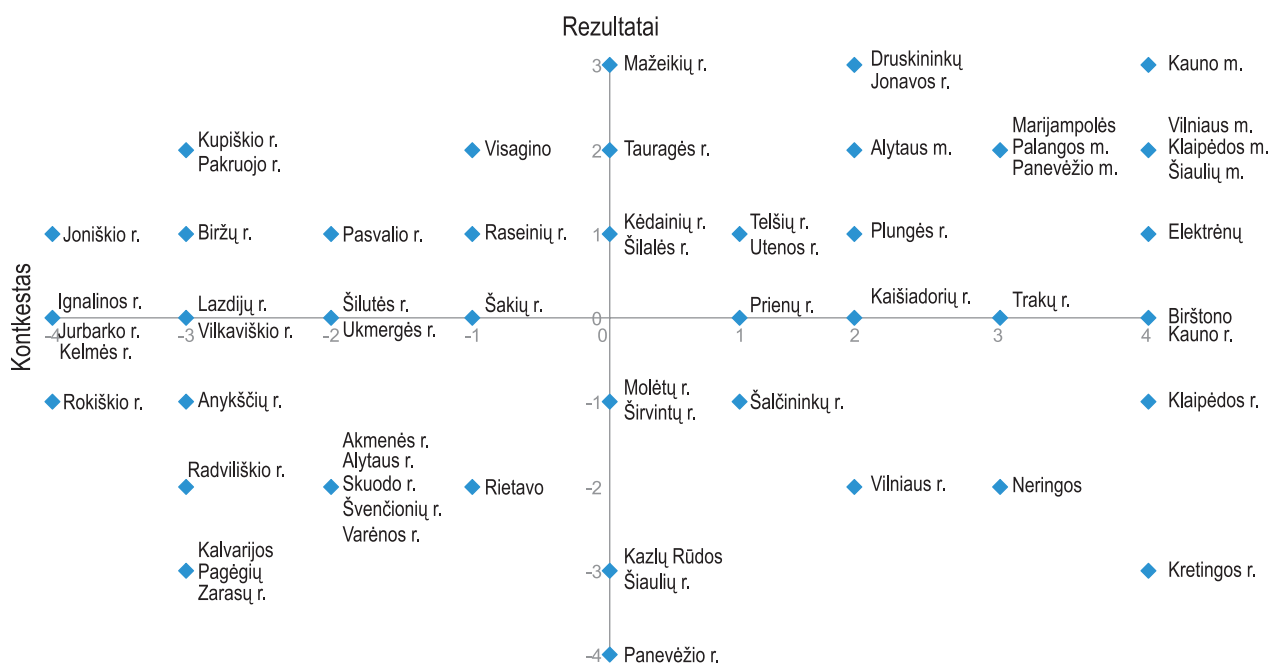 Rezultatai
3
Mažeikių r.
Druskininkų
Jonavos r.
Kauno m.
Kupiškio r.
Pakruojo r.
Visagino
2
Tauragės r.
Alytaus m.
Marijampolės
Palangos m.
Panevėžio m.
Vilniaus m.
Klaipėdos m.
Šiaulių m.
Joniškio r.
Biržų r.
Pasvalio r.
Raseinių r.
1
Kėdainių r.
Šilalės r.
Telšių r.
Utenos r.
Plungės r.
Elektrėnų
Kontkestas
Ignalinos r.
Jurbarko r.
Kelmės r.
Lazdijų r.
Vilkaviškio r.
Šilutės r.
Ukmergės r.
Šakių r.
0
Prienų r.
Kaišiadorių r.
Trakų r.
Birštono
Kauno r.
-4
-3
-2
-1
0
1
2
3
4
Rokiškio r.
Anykščių r.
-1
Molėtų r.
Širvintų r.
Šalčininkų r.
Klaipėdos r.
Radviliškio r.
Akmenės r.
Alytaus r.
Skuodo r.
Švenčionių r.
Varėnos r.
Rietavo
-2
Vilniaus r.
Neringos
Kalvarijos
Pagėgių
Zarasų r.
-3
Kazlų Rūdos
Šiaulių r.
Kretingos r.
-4
Panevėžio r.